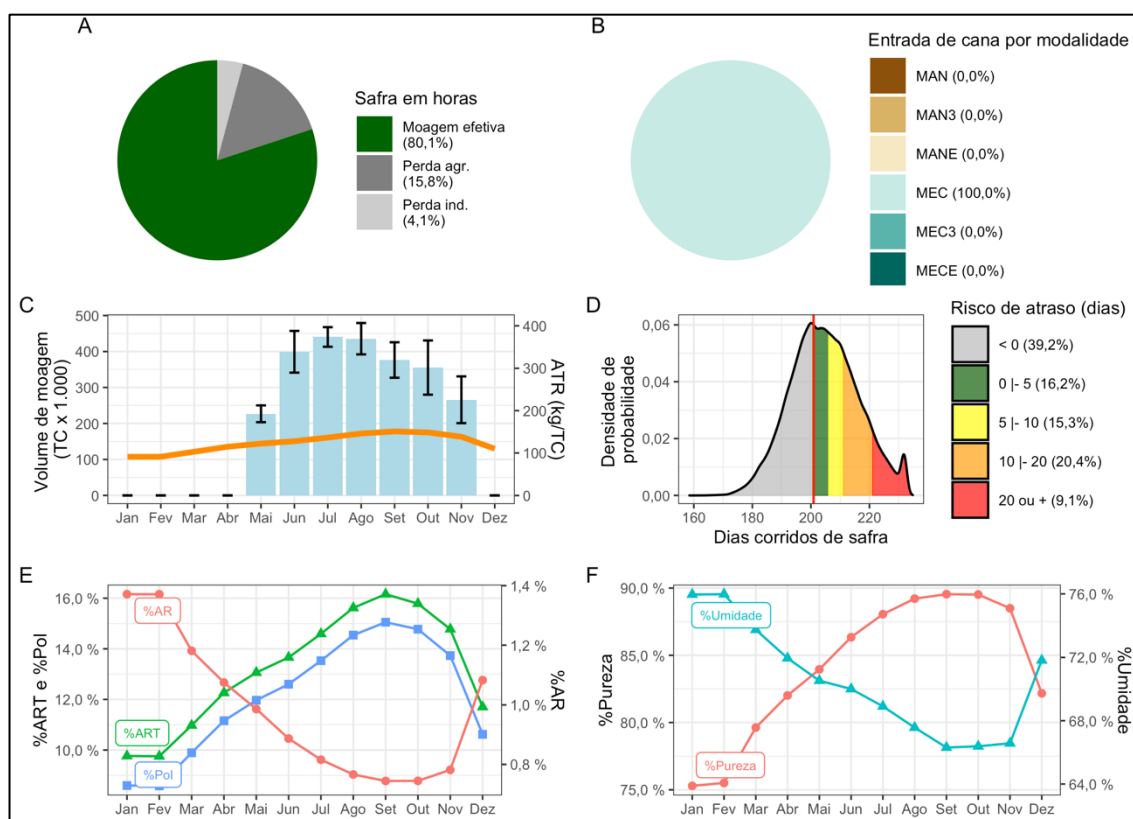 A
Safra em horas
Moagem efetiva
(80,1%)
Perda agr.
(15,8%)
Perda ind.
(4,1%)
B
Entrada de cana por modalidade
MAN (0,0%)
MAN3 (0,0%)
MANE (0,0%)
MEC (100,0%)
MEC3 (0,0%)
MECE (0,0%)
C
Volume de moagem
(TC x 1.000)
500
400
300
200
100
0
ATR (kg/TC)
400
300
200
100
0
Jan Fev Mar Abr Mai Jun Jul Ago Set Out Nov Dez
D
Densidade de
probabilidade
0,06
0,04
0,02
0,00
160 180 200 220
Dias corridos de safra
Risco de atraso (dias)
< 0 (39,2%)
0 |- 5 (16,2%)
5 |- 10 (15,3%)
10 |- 20 (20,4%)
20 ou + (9,1%)
E
%ART e %Pol
16,0 %
14,0 %
12,0 %
10,0 %
%AR
%ART
%Pol
1,4 %
1,2 %
1,0 %
0,8 %
%AR
Jan Fev Mar Abr Mai Jun Jul Ago Set Out Nov Dez
F
%Pureza
90,0 %
85,0 %
80,0 %
75,0 %
%Umidade
%Pureza
76,0 %
72,0 %
68,0 %
64,0 %
%Umidade
Jan Fev Mar Abr Mai Jun Jul Ago Set Out Nov Dez